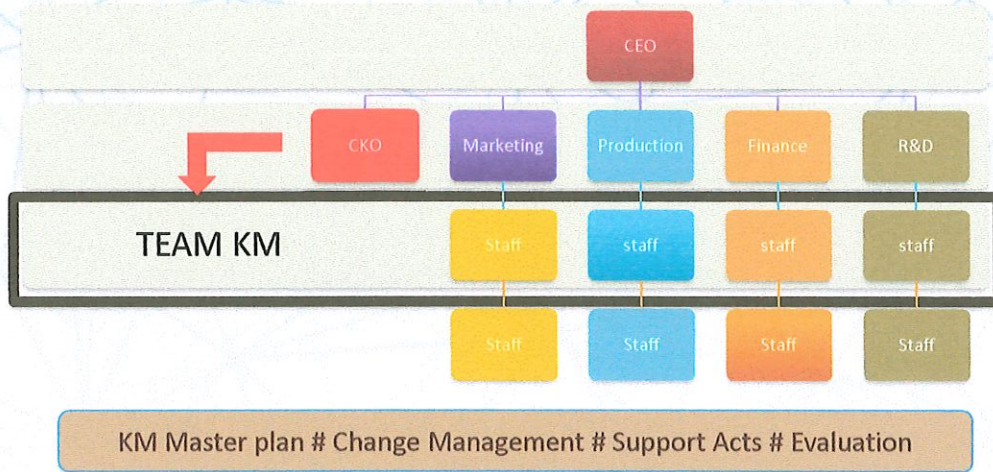 CEO
CKO Marketing Production Finance R&D
TEAM KM Staff staff staff staff
Staff Staff Staff Staff
KM Master plan # Change Management # Support Acts # Evaluation